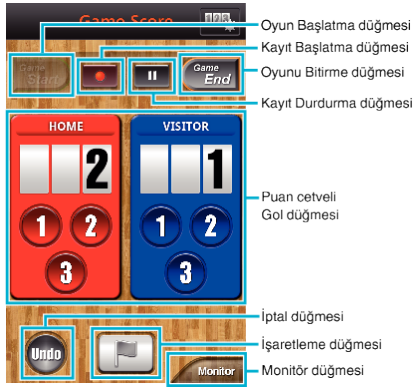 Game Score
123
Oyun Başlatma düğmesi
Kayıt Başlatma düğmesi
Game
Start
Game
End
Oyunu Bitirme düğmesi
Kayıt Durdurma düğmesi
HOME
VISITOR
2
1
1 2
1 2
3
3
Puan cetveli
Gol düğmesi
İptal düğmesi
Undo
İşaretleme düğmesi
Monitor
Monitör düğmesi